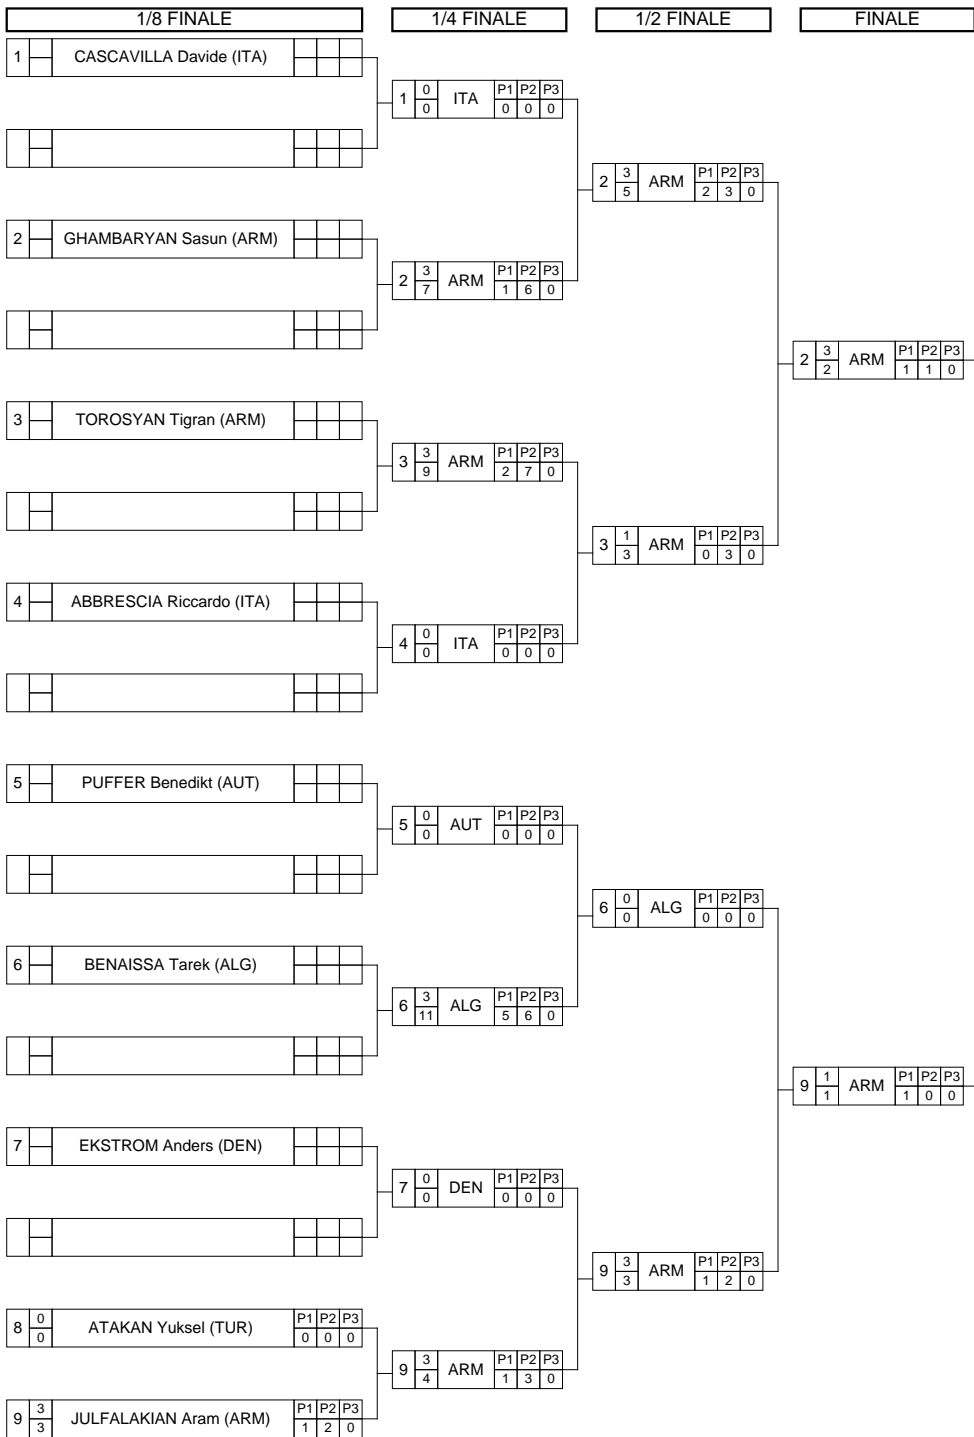 1/8 FINALE 1/4 FINALE 1/2 FINALE FINALE
1 CASCAVILLA Davide (ITA)
0 P1 P2 P3
1 ITA
0 0 0 0
3 P1 P2 P3
2 ARM
5 2 3 0
2 GHAMBARYAN Sasun (ARM)
3 P1 P2 P3
2 ARM
7 1 6 0
3 P1 P2 P3
2 ARM
2 1 1 0
3 TOROSYAN Tigran (ARM)
3 P1 P2 P3
3 ARM
9 2 7 0
1 P1 P2 P3
3 ARM
3 0 3 0
4 ABBRESCIA Riccardo (ITA)
0 P1 P2 P3
4 ITA
0 0 0 0
5 PUFFER Benedikt (AUT)
0 P1 P2 P3
5 AUT
0 0 0 0
0 P1 P2 P3
6 ALG
0 0 0 0
6 BENAISSA Tarek (ALG)
3 P1 P2 P3
6 ALG
11 5 6 0
1 P1 P2 P3
9 ARM
1 1 0 0
7 EKSTROM Anders (DEN)
0 P1 P2 P3
7 DEN
0 0 0 0
3 P1 P2 P3
9 ARM
3 1 2 0
0 P1 P2 P3
8 ATAKAN Yuksel (TUR)
0 0 0 0
3 P1 P2 P3
9 ARM
4 1 3 0
3 P1 P2 P3
9 JULFALAKIAN Aram (ARM)
3 1 2 0